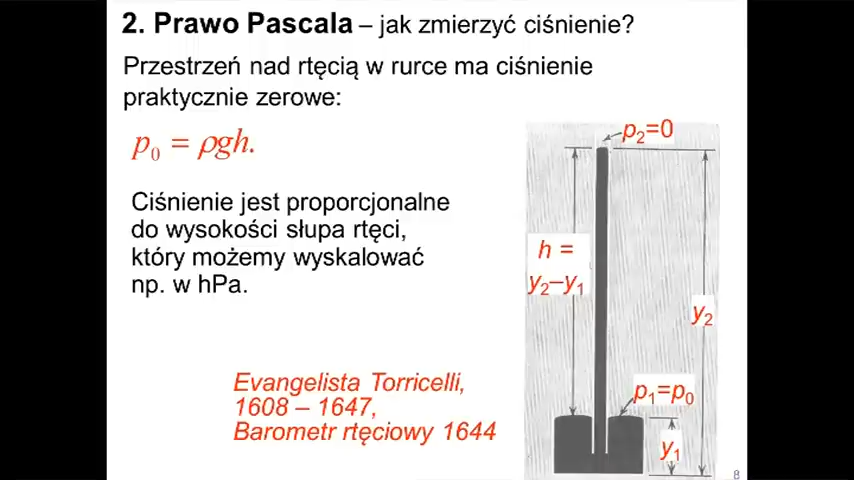 2. Prawo Pascala – jak zmierzyć ciśnienie?
Przestrzeń nad rtęcią w rurce ma ciśnienie
praktycznie zerowe:
p₀ = ρgh.
Ciśnienie jest proporcjonalne
do wysokości słupa rtęci,
który możemy wyskalować
np. w hPa.
Evangelista Torricelli,
1608 – 1647,
Barometr rtęciowy 1644
p₂=0
h =
y₂–y₁
y₂
p₁=p₀
y₁
8